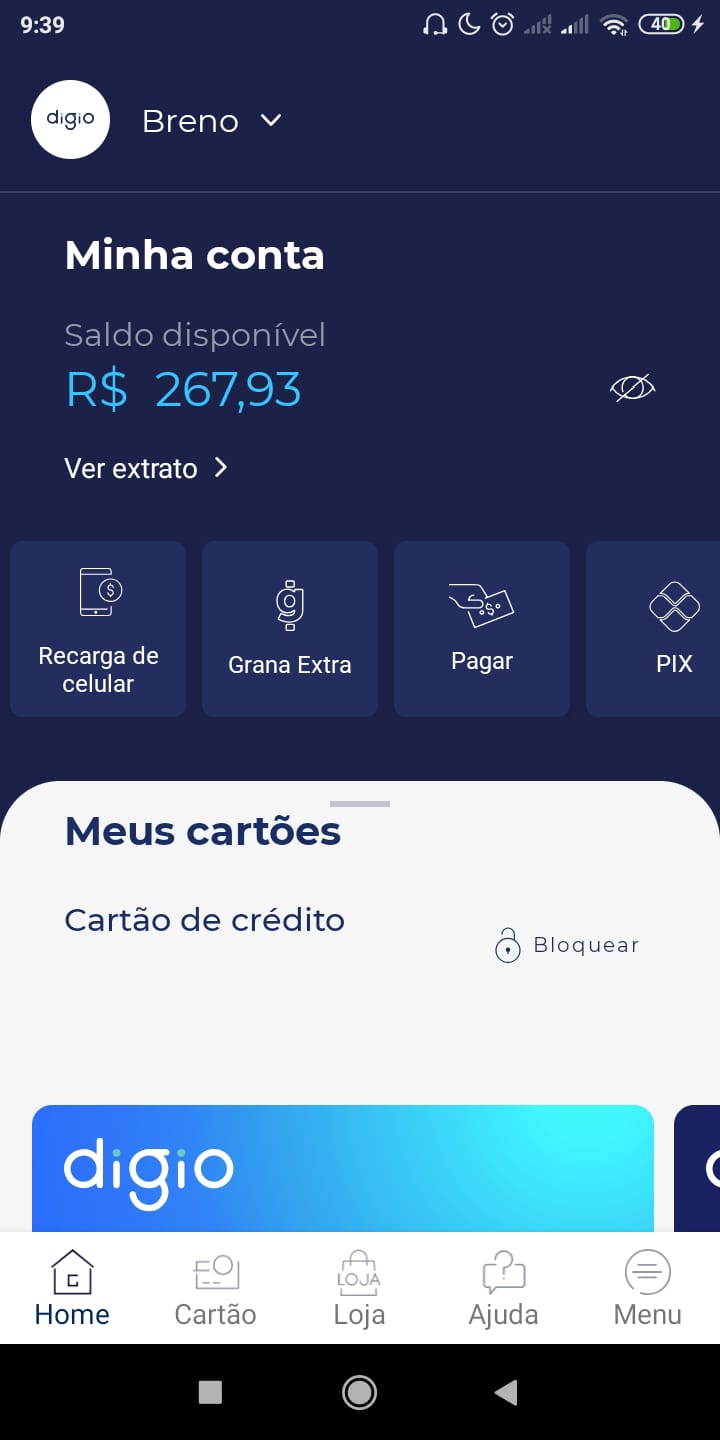 9:39
40
digio
Breno
Minha conta
Saldo disponível
R$ 267,93
Ver extrato
Recarga de
celular
Grana Extra
Pagar
PIX
Meus cartões
Cartão de crédito
Bloquear
digio
LOJA
Home
Cartão
Loja
Ajuda
Menu